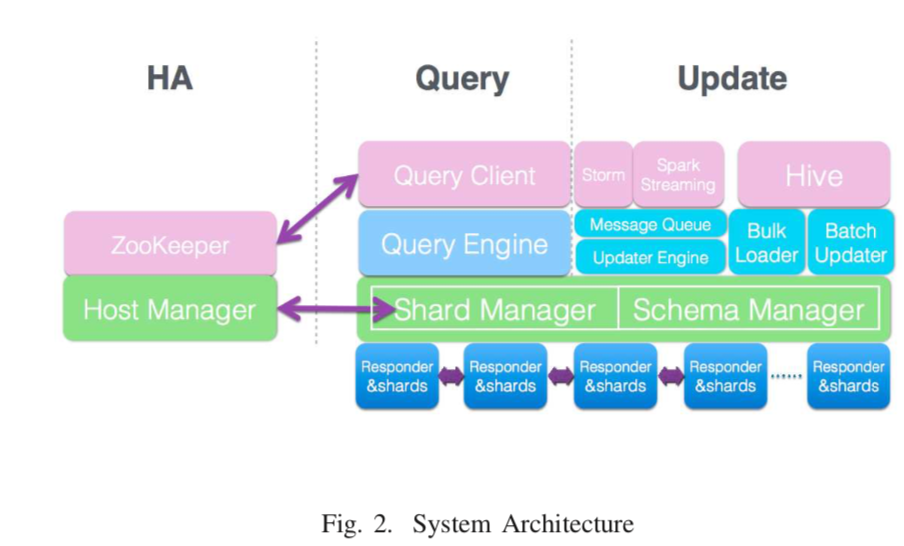 HA
Query
Update
Query Client
Storm
Spark
Streaming
Hive
ZooKeeper
Query Engine
Message Queue
Updater Engine
Bulk
Loader
Batch
Updater
Host Manager
Shard Manager
Schema Manager
Responder
&shards
Responder
&shards
Responder
&shards
Responder
&shards
Responder
&shards
Fig. 2. System Architecture